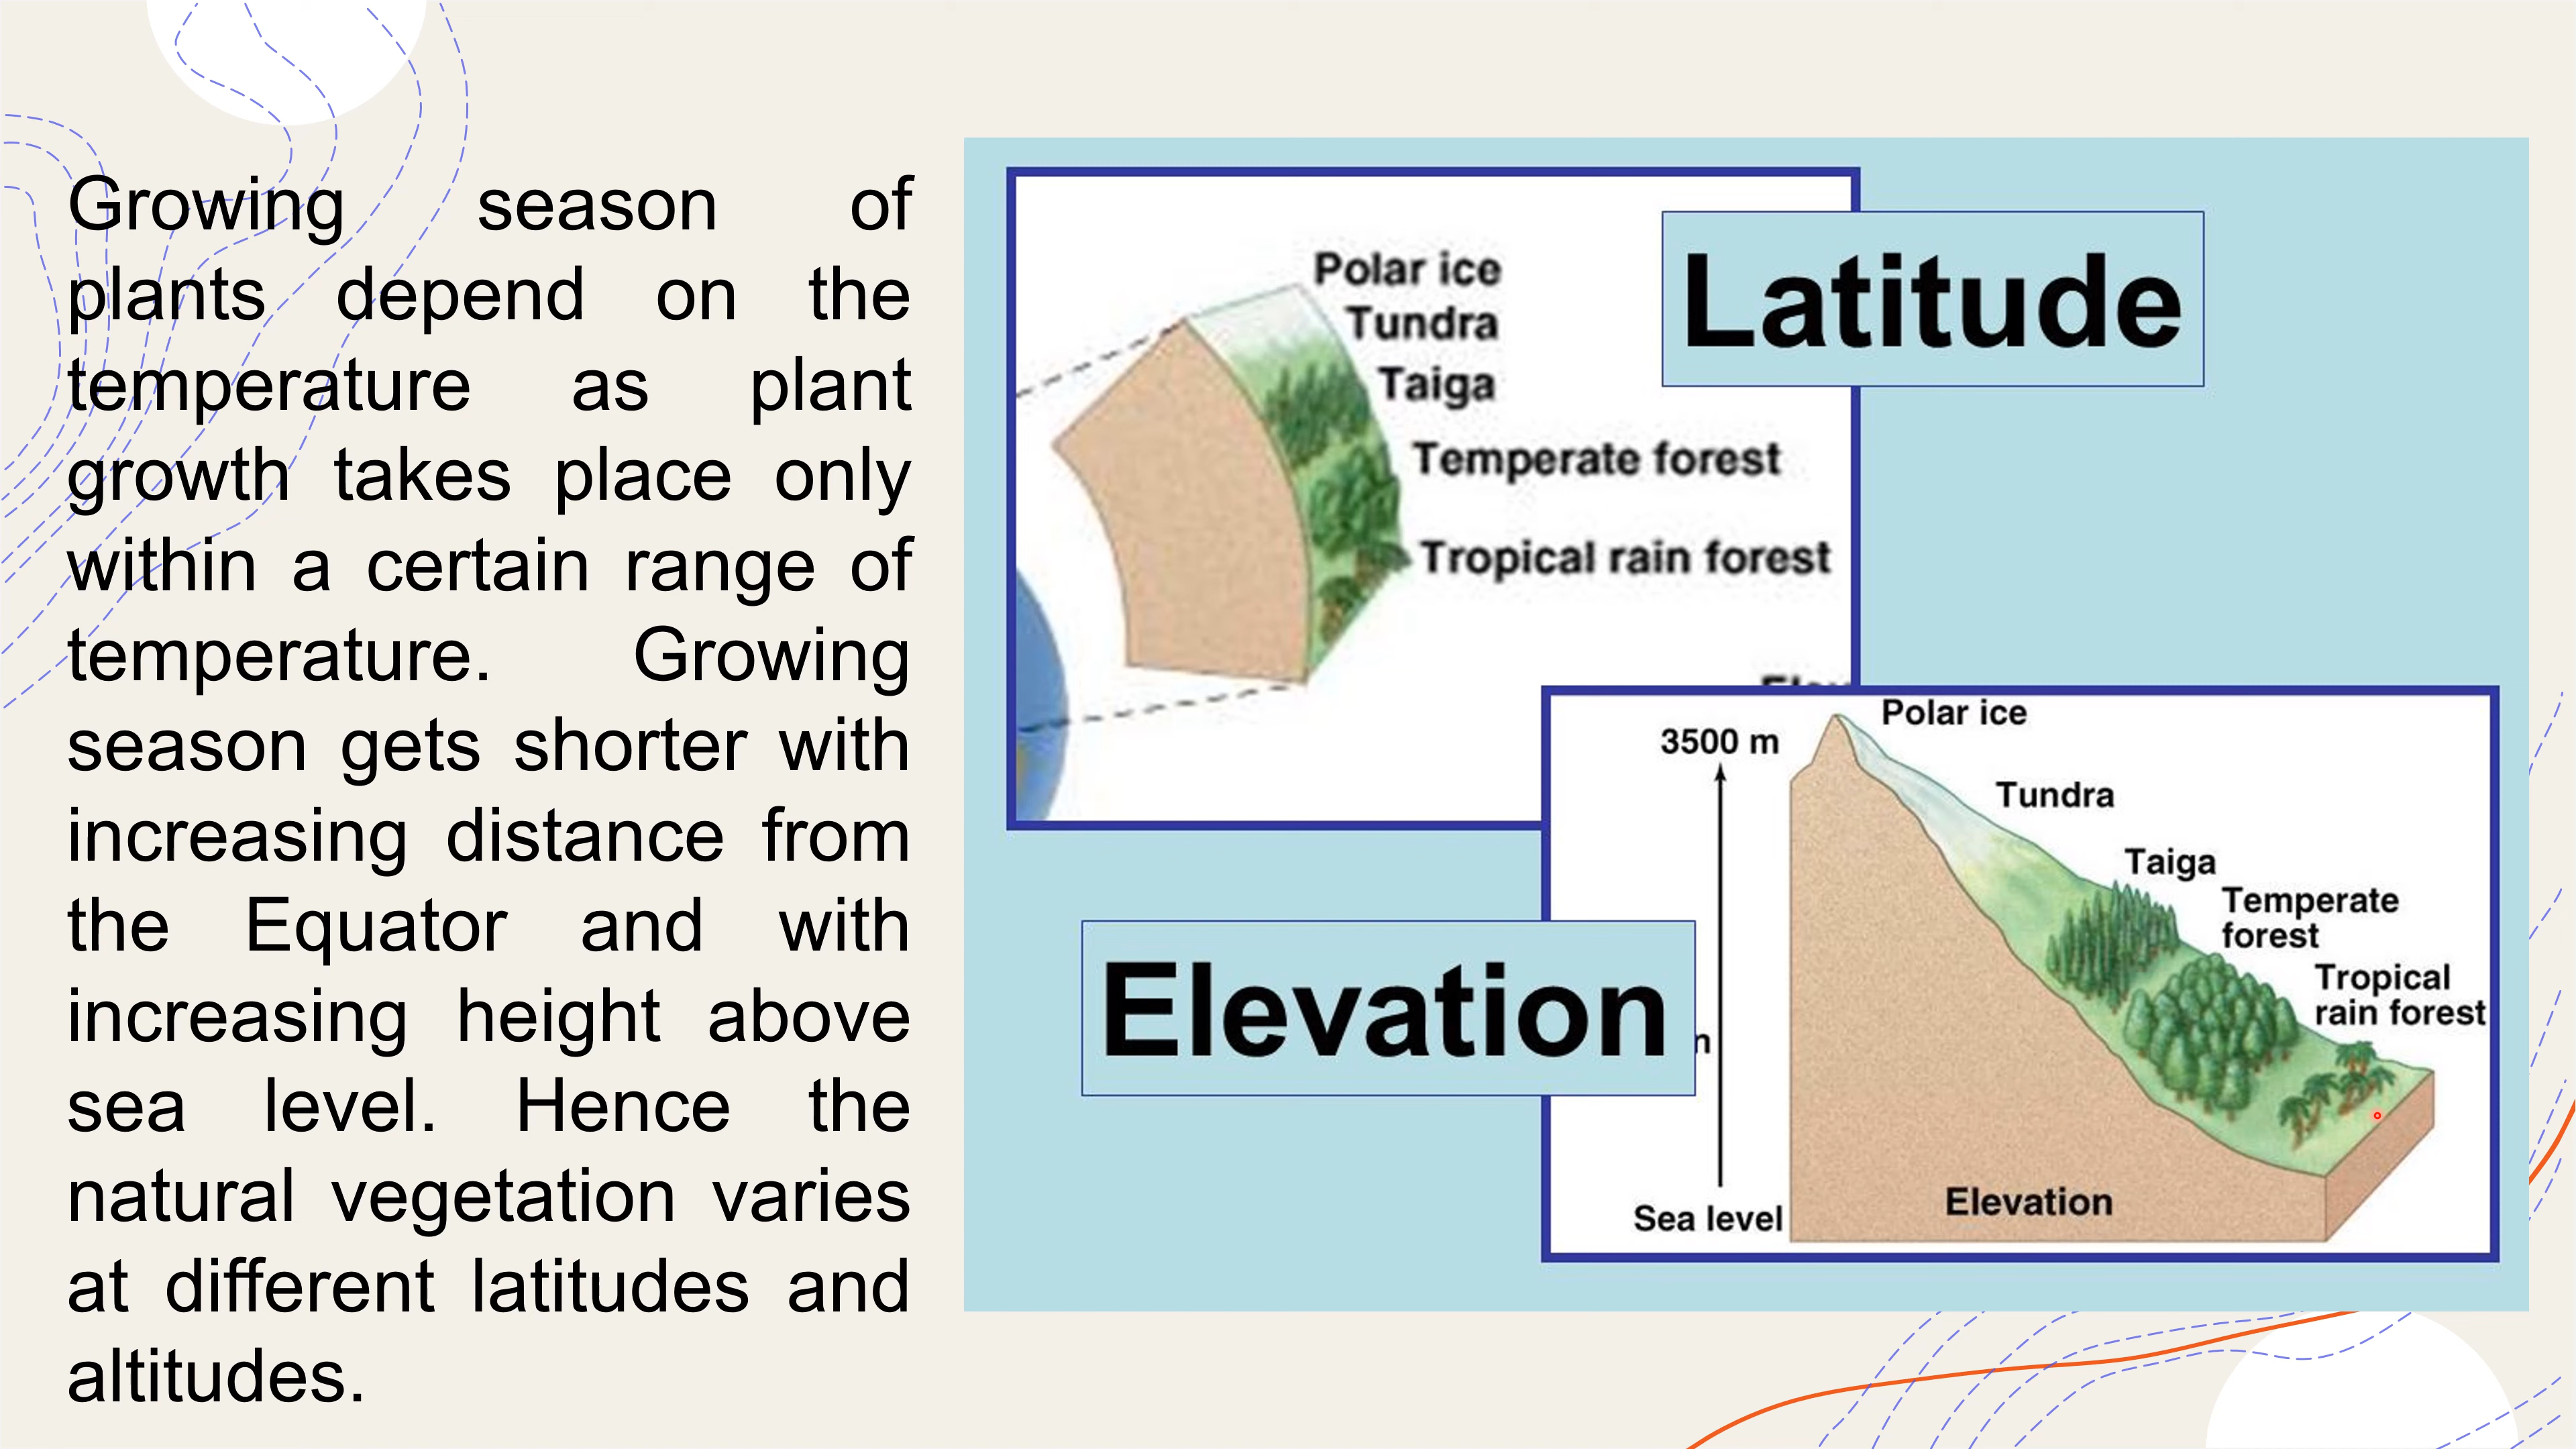 Growing season of
plants depend on the
temperature as plant
growth takes place only
within a certain range of
temperature. Growing
season gets shorter with
increasing distance from
the Equator and with
increasing height above
sea level. Hence the
natural vegetation varies
at different latitudes and
altitudes.
Latitude
Polar ice
Tundra
Taiga
Temperate forest
Tropical rain forest
Elevation
3500 m
Polar ice
Tundra
Taiga
Temperate
forest
Tropical
rain forest
n
Sea level
Elevation